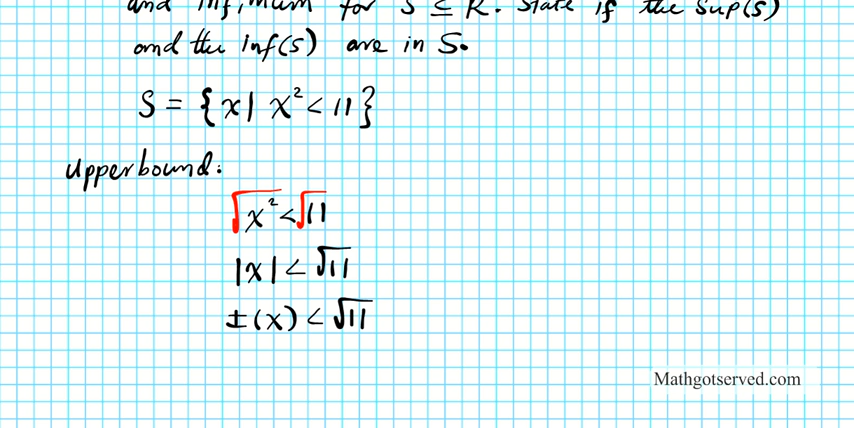 and Infimum for S ⊆ R. State if the Sup(S)
and the Inf(S) are in S.
S = {x| x² < 11}
Upperbound:
√x² < √11
|x| < √11
±(x) < √11
Mathgotserved.com